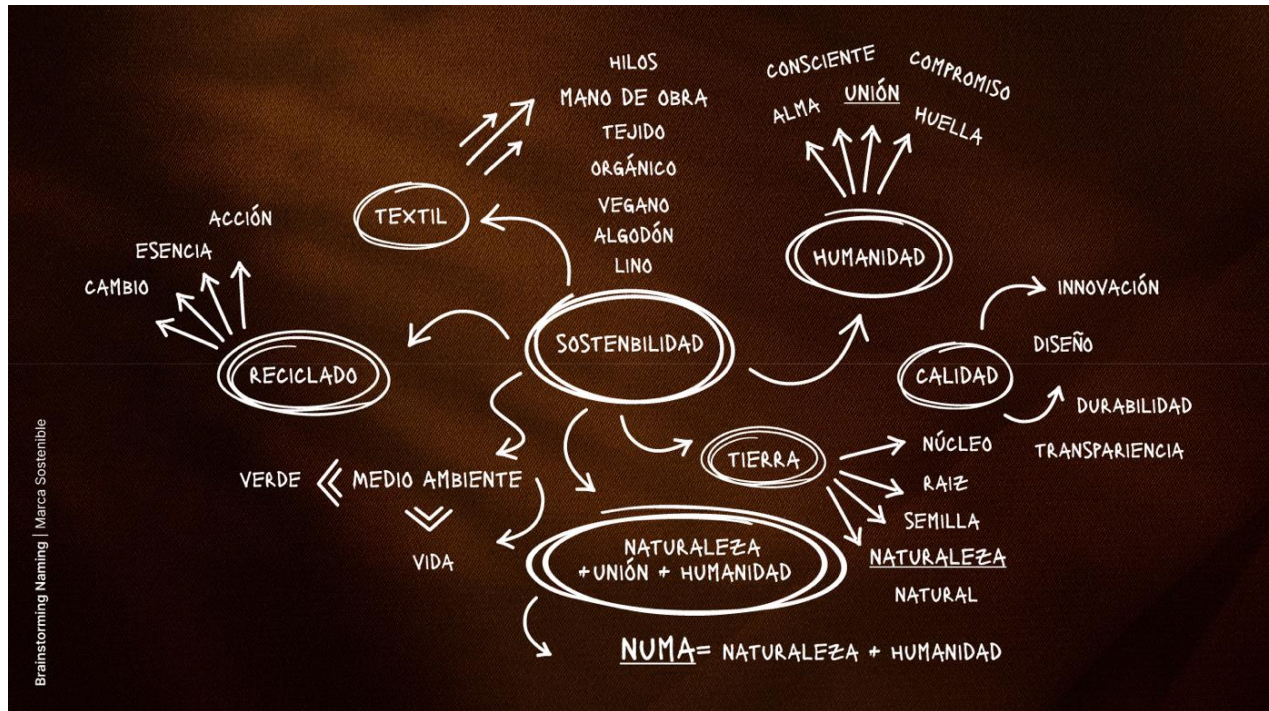 HILOS
MANO DE OBRA
TEJIDO
ORGÁNICO
VEGANO
ALGODÓN
LINO
CONSCIENTE
COMPROMISO
ALMA
UNIÓN
HUELLA
TEXTIL
ACCIÓN
ESENCIA
CAMBIO
HUMANIDAD
INNOVACIÓN
SOSTENBILIDAD
DISEÑO
RECICLADO
CALIDAD
DURABILIDAD
TRANSPARIENCIA
TIERRA
NÚCLEO
RAIZ
SEMILLA
NATURALEZA
NATURAL
VERDE
MEDIO AMBIENTE
VIDA
NATURALEZA
+UNIÓN + HUMANIDAD
NUMA= NATURALEZA + HUMANIDAD
Brainstorming Naming | Marca Sostenible